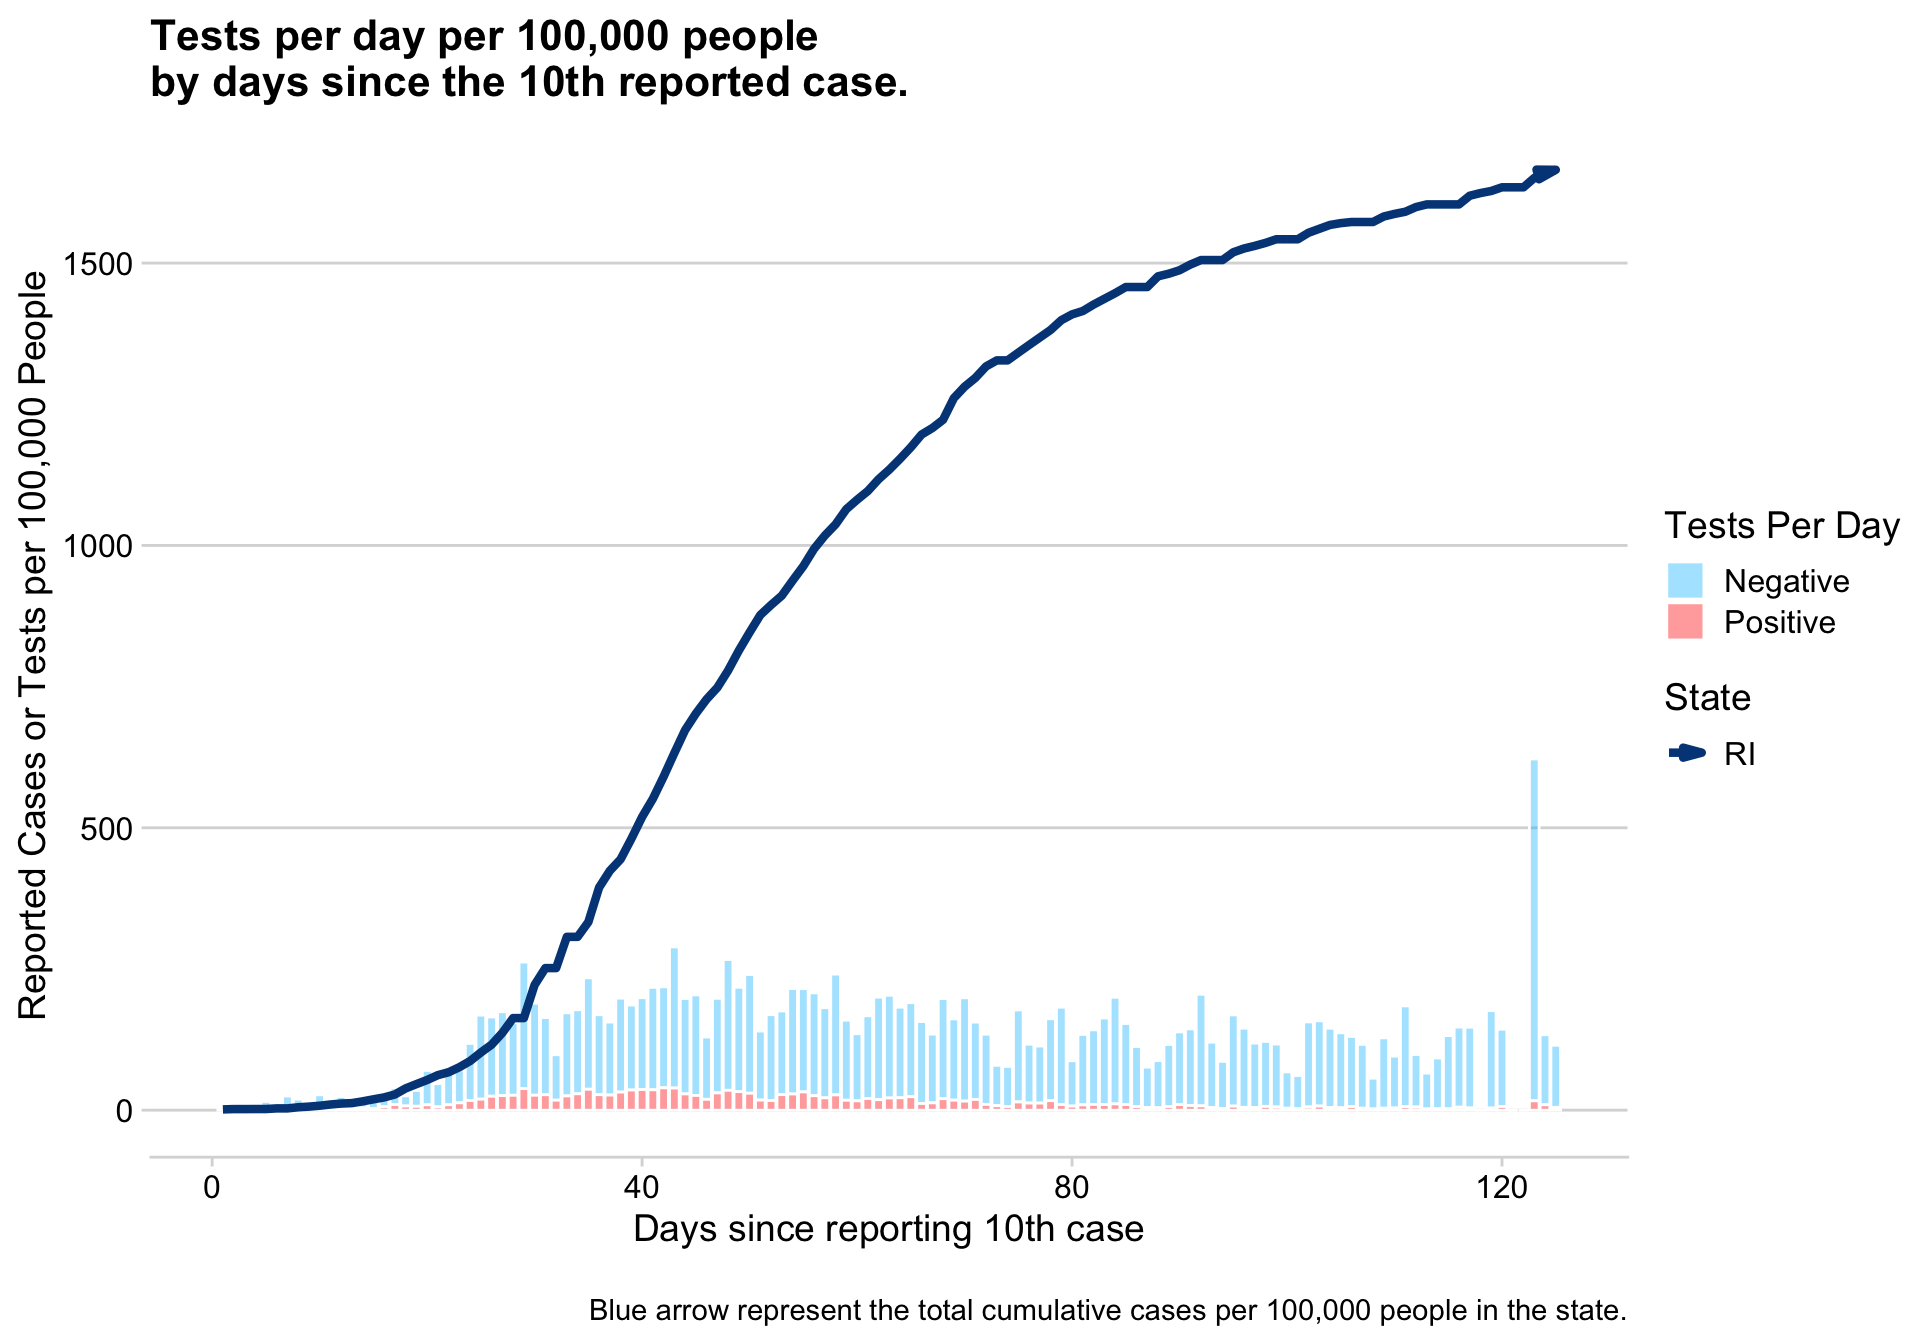 Tests per day per 100,000 people
by days since the 10th reported case.
Reported Cases or Tests per 100,000 People
1500
1000
500
0
0
40
80
120
Days since reporting 10th case
Tests Per Day
Negative
Positive
State
RI
Blue arrow represent the total cumulative cases per 100,000 people in the state.